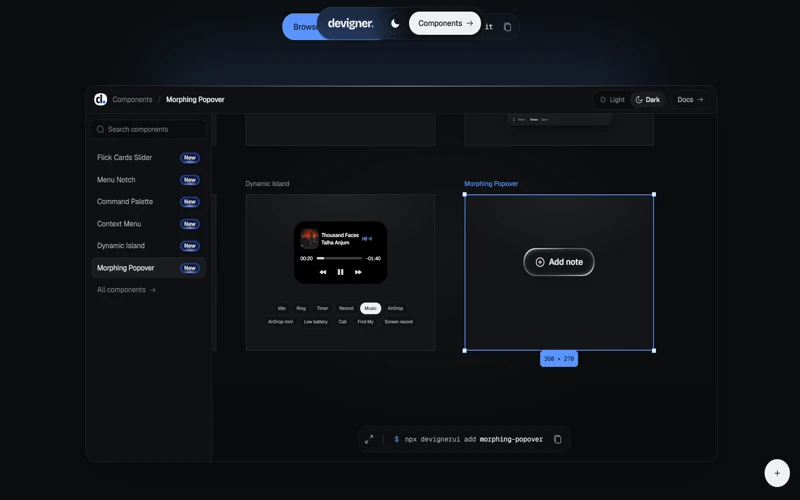 Brows
devigner.
Components →
it
d.
Components / Morphing Popover
Light
Dark
Docs →
Search components
Flick Cards Slider New
Menu Notch New
Command Palette New
Context Menu New
Dynamic Island New
Morphing Popover New
All components →
Dynamic Island
Thousand Faces
Talha Anjum
00:20
-01:40
Idle
Ring
Timer
Record
Music
AirDrop
AirDrop mini
Low battery
Call
Find My
Screen record
Morphing Popover
Add note
360 × 270
$ npx devignerui add morphing-popover